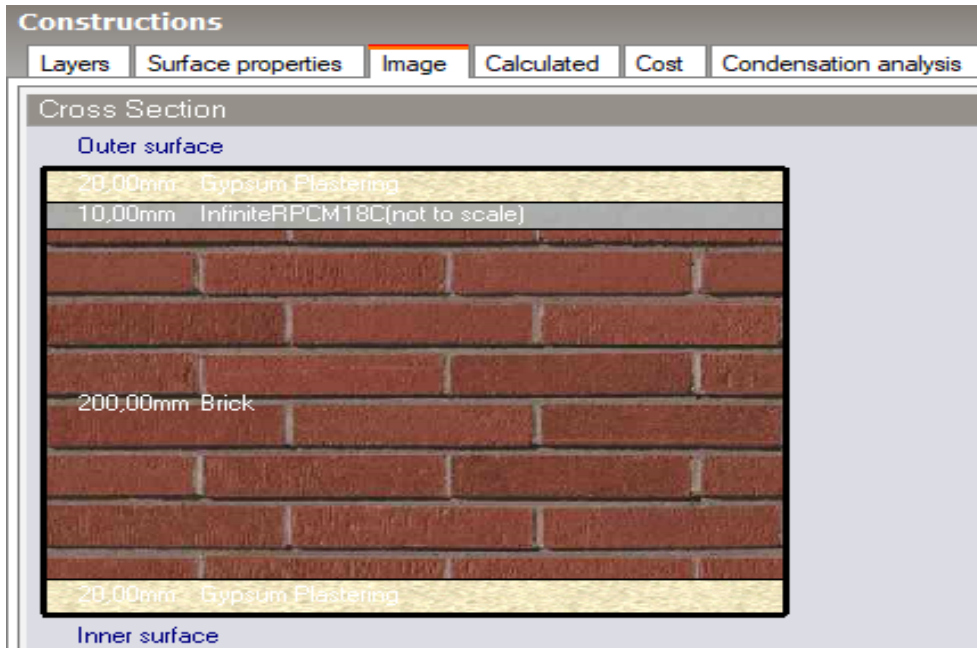 Constructions
Layers Surface properties Image Calculated Cost Condensation analysis
Cross Section
Outer surface
20,00mm Gypsum Plastering
10,00mm InfiniteRPCM18C(not to scale)
200,00mm Brick
20,00mm Gypsum Plastering
Inner surface